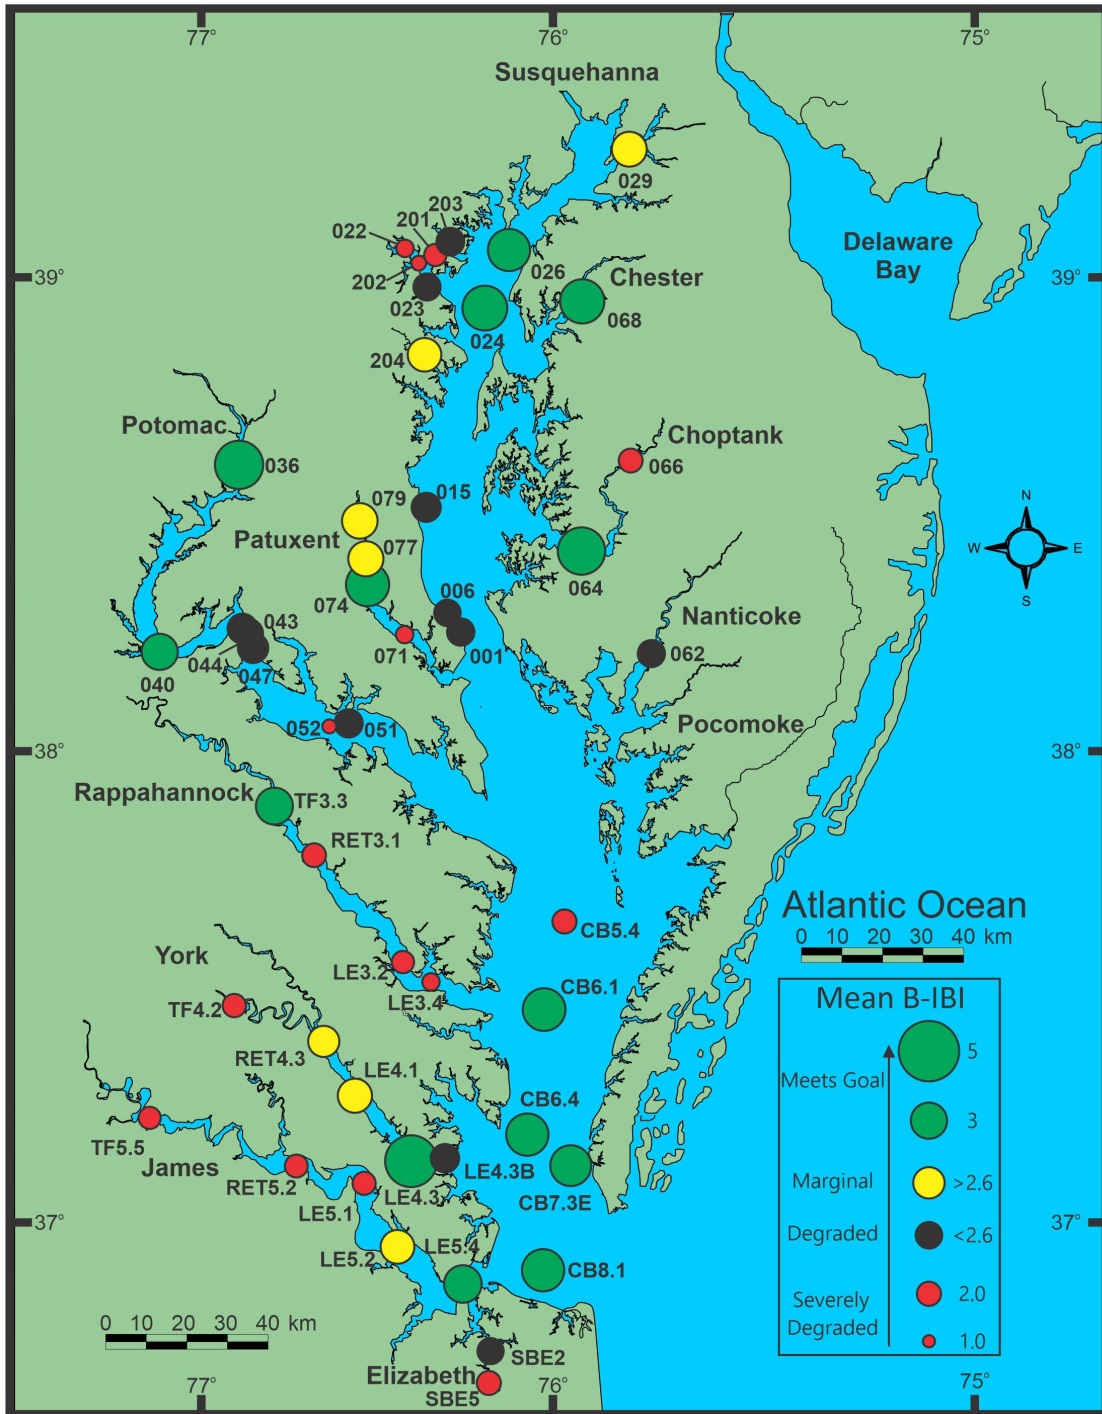 77° 76° 75°
Susquehanna
029
203
201
022
202
023
026
Delaware
Bay
39° 39°
Chester
068
024
204
Potomac
036
Choptank
066
079
015
Patuxent
077
074
064
N
W E
S
006
Nanticoke
043
044
071
001
062
040
047
Pocomoke
052
051
38° 38°
Rappahannock
TF3.3
RET3.1
Atlantic Ocean
0 10 20 30 40 km
CB5.4
York
LE3.2
LE3.4
CB6.1
TF4.2
RET4.3
LE4.1
CB6.4
TF5.5
James
LE4.3B
RET5.2
LE4.3
CB7.3E
LE5.1
37° 37°
LE5.4
LE5.2
CB8.1
Mean B-IBI
5
Meets Goal
3
Marginal
>2.6
Degraded
<2.6
Severely
Degraded
2.0
1.0
0 10 20 30 40 km
SBE2
Elizabeth
SBE5
77° 76° 75°